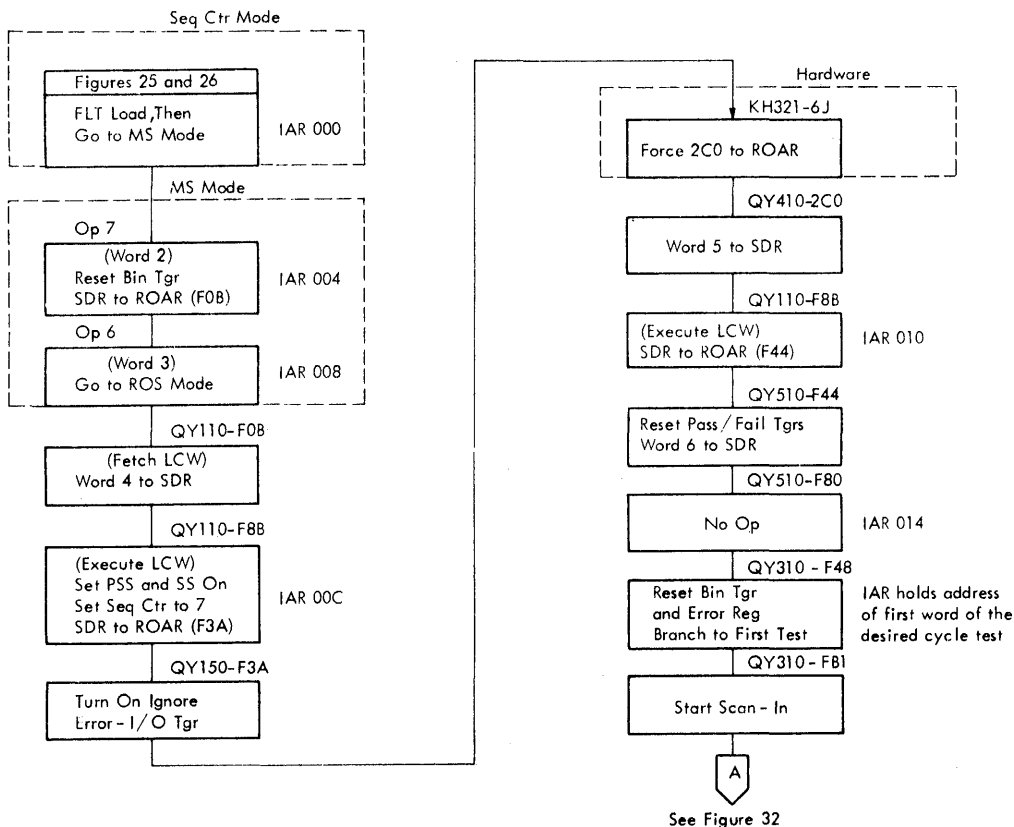 Seq Ctr Mode
Figures 25 and 26
FLT Load, Then
Go to MS Mode
IAR 000
MS Mode
Op 7
(Word 2)
Reset Bin Tgr
SDR to ROAR (F0B)
IAR 004
Op 6
(Word 3)
Go to ROS Mode
IAR 008
QY110-F0B
(Fetch LCW)
Word 4 to SDR
QY110-F8B
(Execute LCW)
Set PSS and SS On
Set Seq Ctr to 7
SDR to ROAR (F3A)
IAR 00C
QY150-F3A
Turn On Ignore
Error - I/O Tgr
Hardware
KH321-6J
Force 2C0 to ROAR
QY410-2C0
Word 5 to SDR
QY110-F8B
(Execute LCW)
SDR to ROAR (F44)
IAR 010
QY510-F44
Reset Pass/Fail Tgrs
Word 6 to SDR
QY510-F80
No Op
IAR 014
QY310 - F48
Reset Bin Tgr
and Error Reg
Branch to First Test
IAR holds address
of first word of the
desired cycle test
QY310 - FB1
Start Scan - In
A
See Figure 32